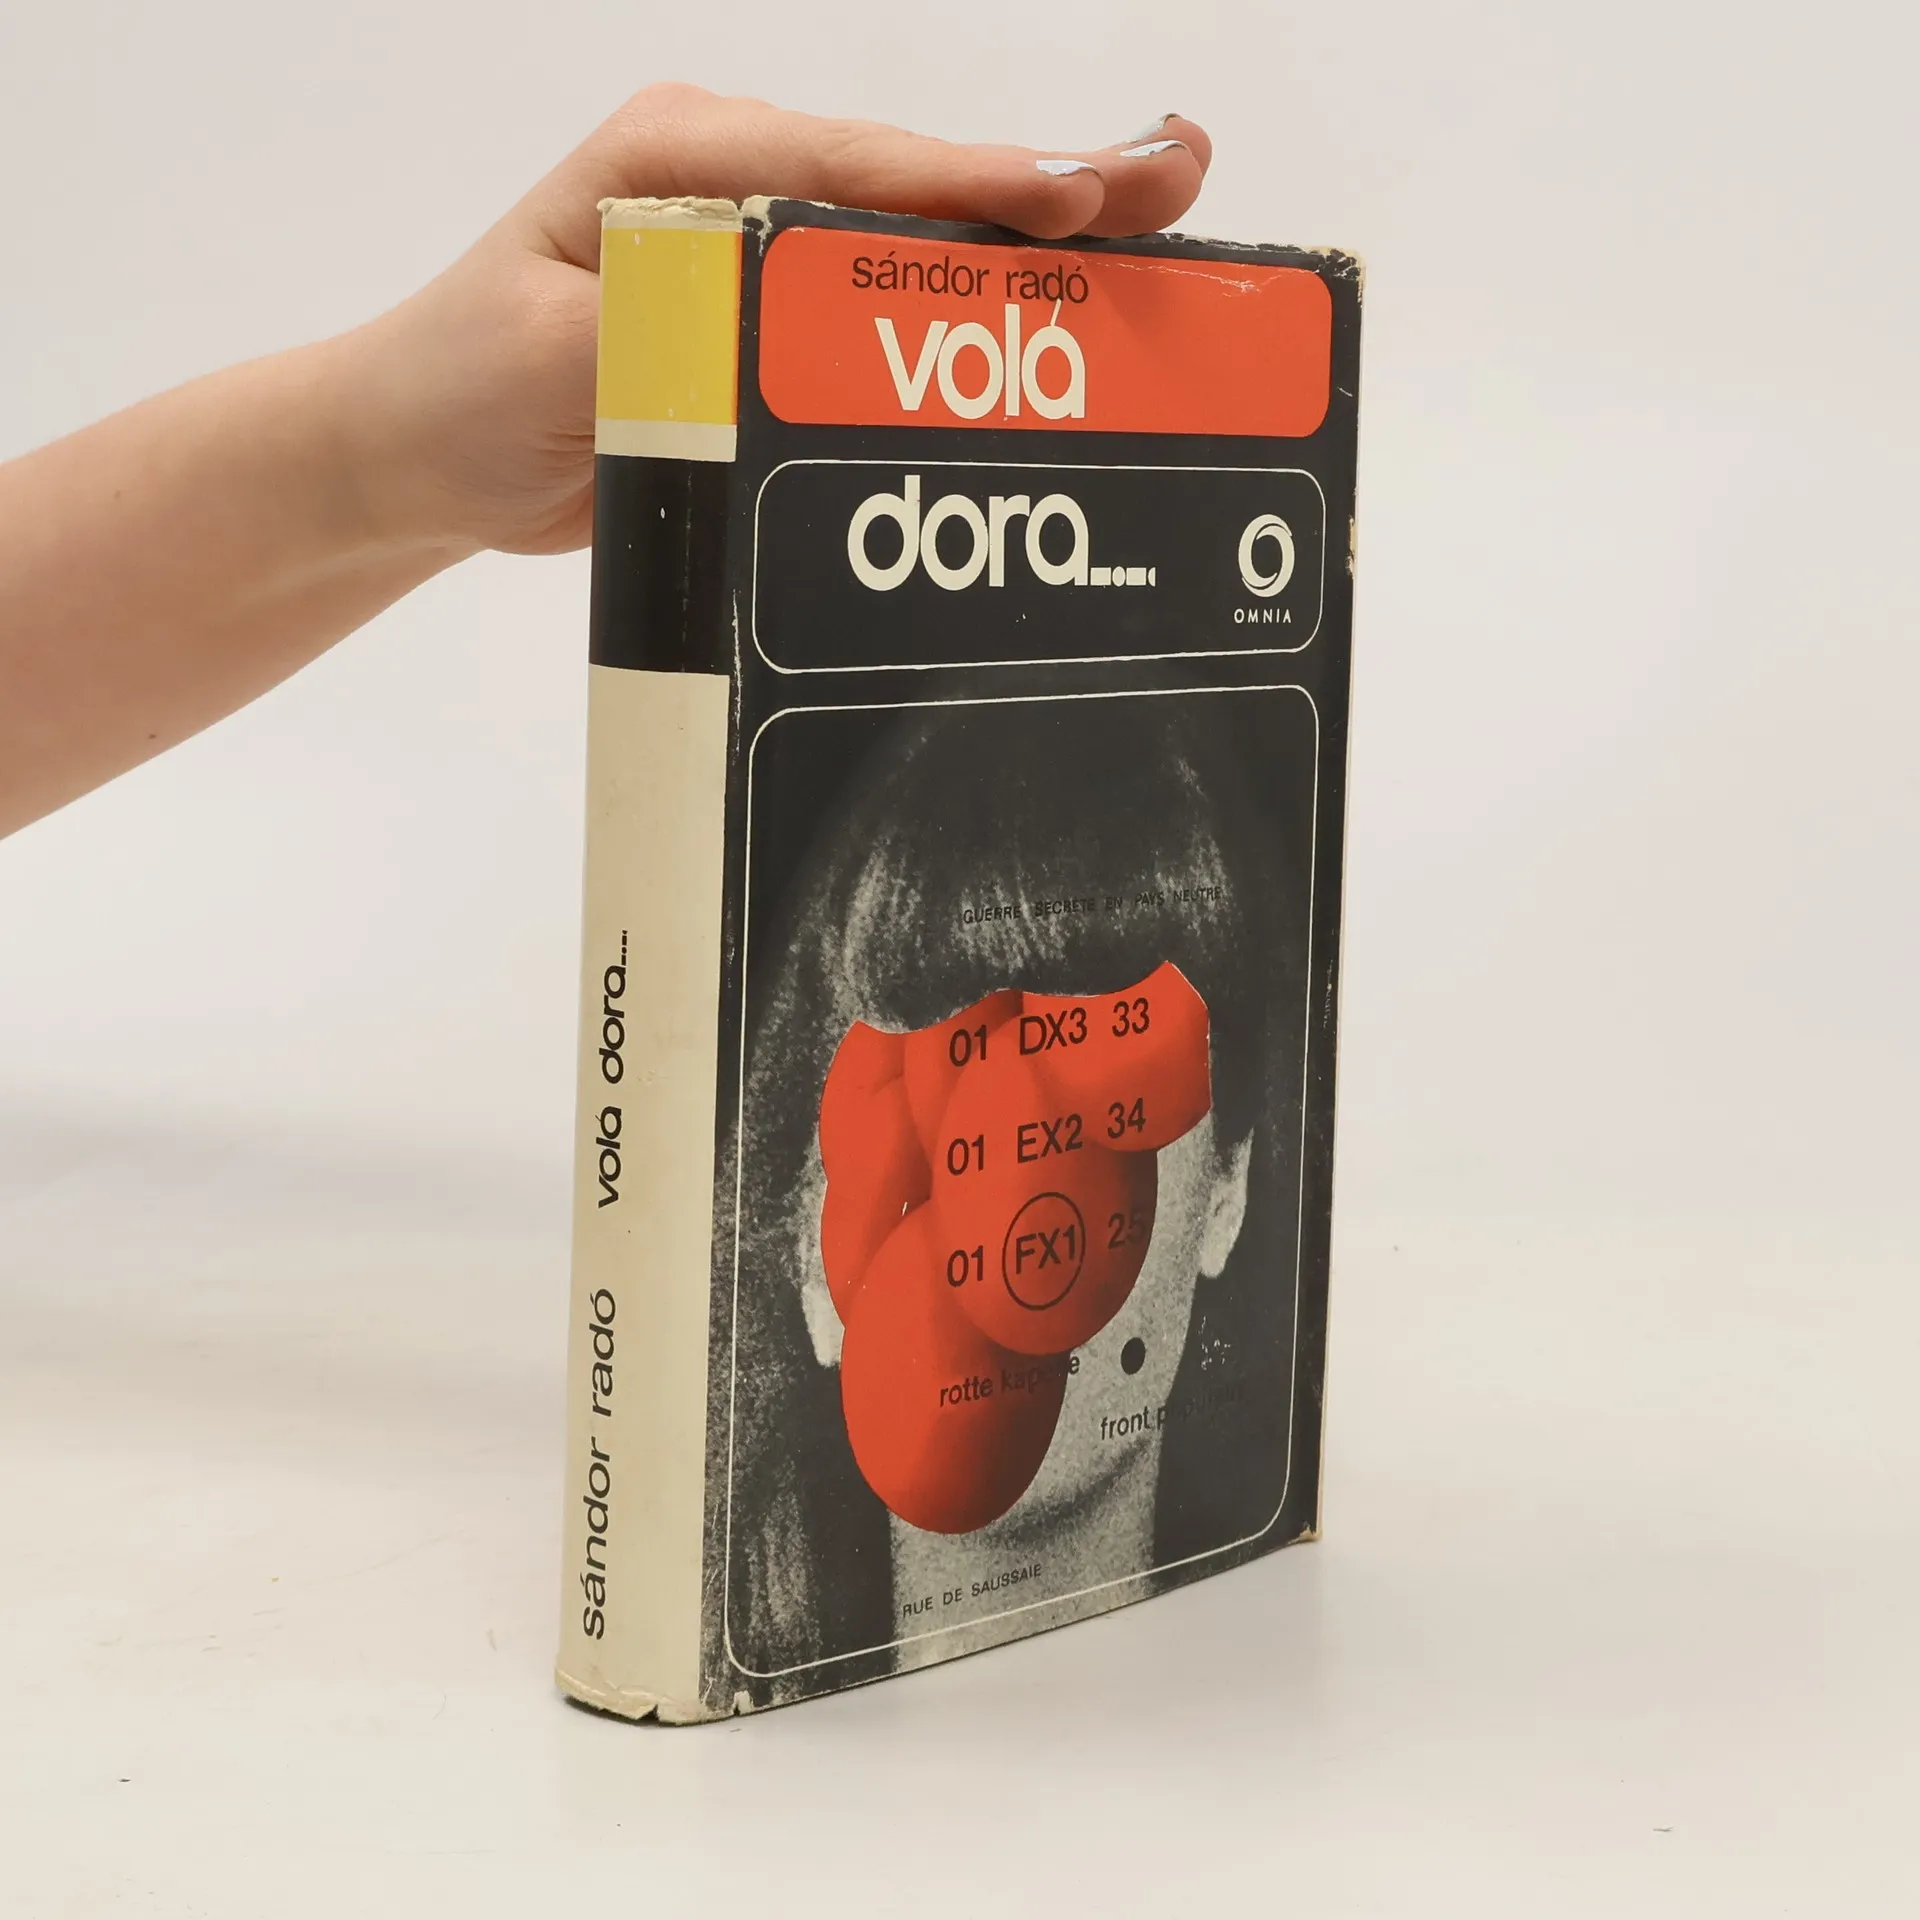 sándor radó
volá
dora
OMNIA
GUERRE SECRÈTE EN PAYS NEUTRE
01 DX3 33
01 EX2 34
01 FX1 25
rotte
front
RUE DE SAUSSAIE
sándor radó volá dora